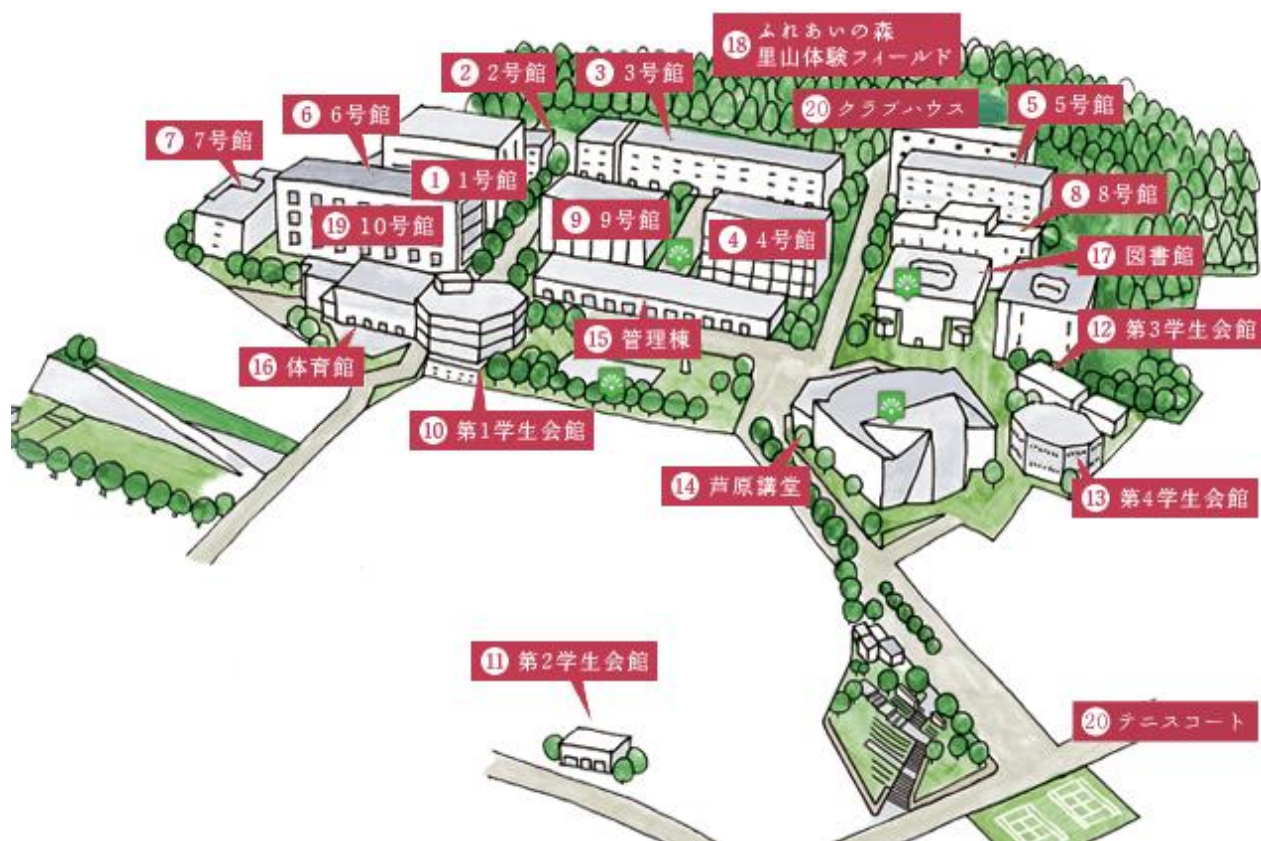 ⑱ ふれあいの森
里山体験フィールド
② 2号館
③ 3号館
⑳ クラブハウス
⑤ 5号館
⑥ 6号館
⑦ 7号館
① 1号館
⑧ 8号館
⑲ 10号館
⑨ 9号館
④ 4号館
⑰ 図書館
⑮ 管理棟
⑫ 第3学生会館
⑯ 体育館
⑩ 第1学生会館
⑭ 芦原講堂
⑬ 第4学生会館
⑪ 第2学生会館
⑳ テニスコート